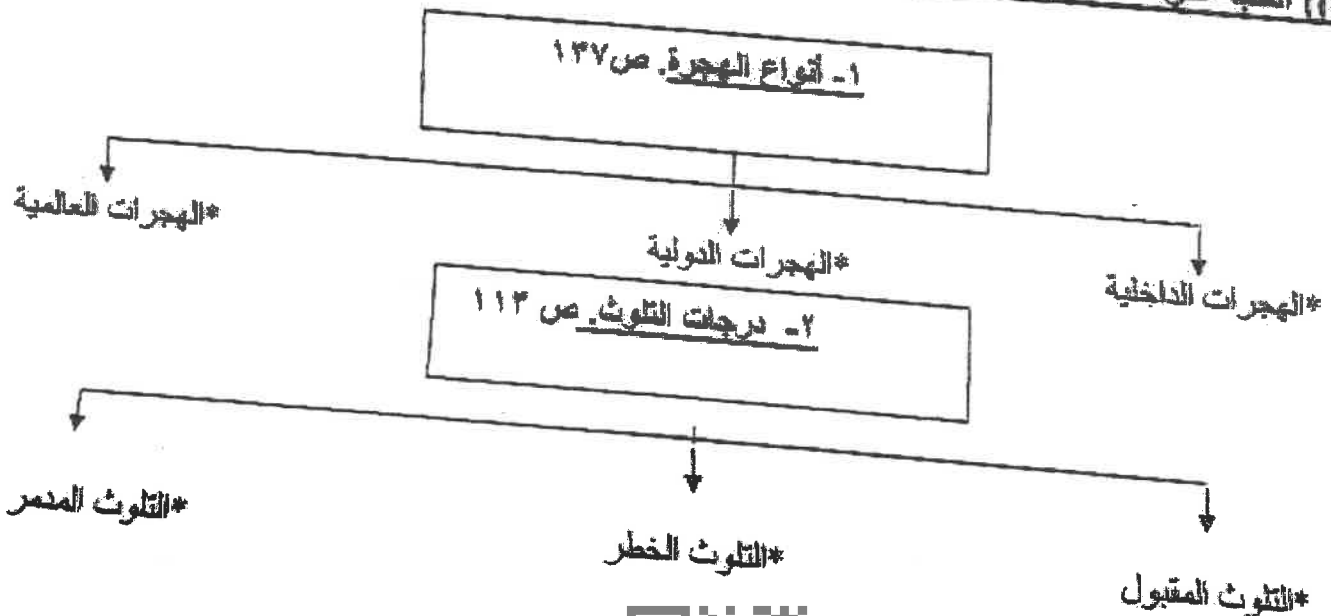 ١- أنواع الهجرة. ص١٣٧
*الهجرات الداخلية
*الهجرات الدولية
*الهجرات العالمية
٢- درجات التلوث. ص ١١٣
*التلوث المقبول
*التلوث الخطر
*التلوث المدمر